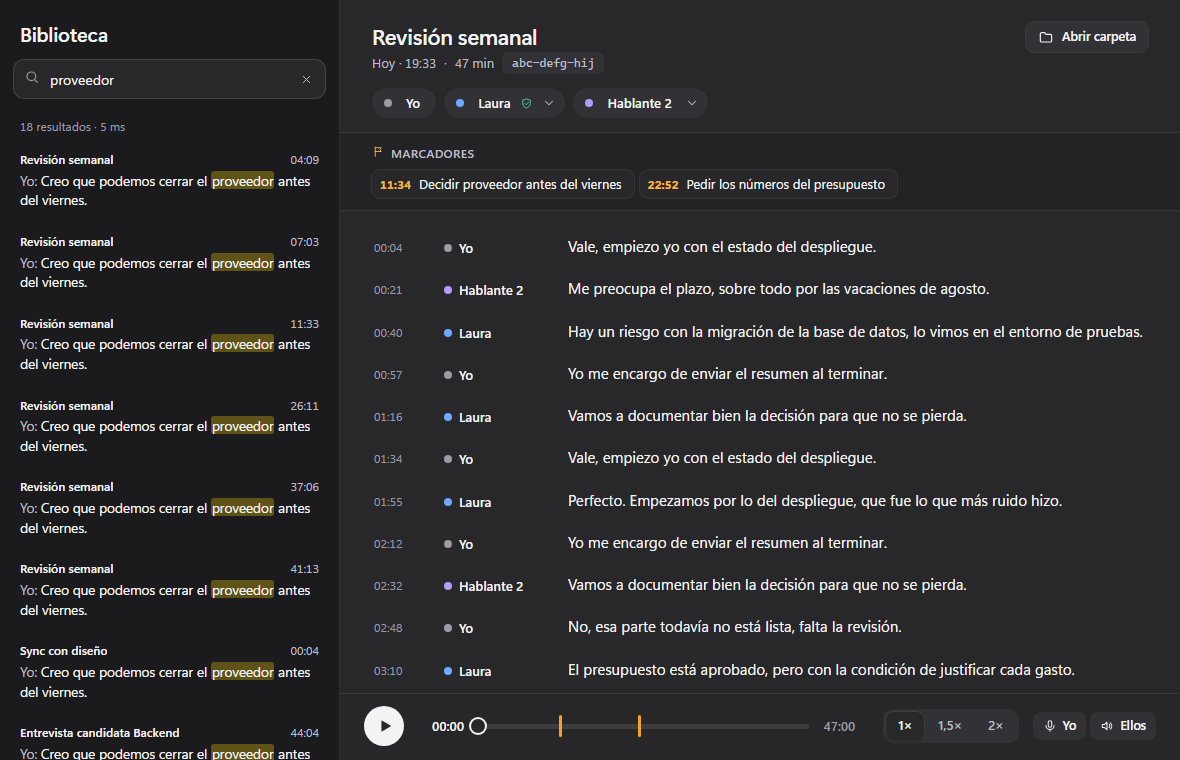 Biblioteca
proveedor
18 resultados · 5 ms
Revisión semanal 04:09
Yo: Creo que podemos cerrar el proveedor antes
del viernes.
Revisión semanal 07:03
Yo: Creo que podemos cerrar el proveedor antes
del viernes.
Revisión semanal 11:33
Yo: Creo que podemos cerrar el proveedor antes
del viernes.
Revisión semanal 26:11
Yo: Creo que podemos cerrar el proveedor antes
del viernes.
Revisión semanal 37:06
Yo: Creo que podemos cerrar el proveedor antes
del viernes.
Revisión semanal 41:13
Yo: Creo que podemos cerrar el proveedor antes
del viernes.
Sync con diseño 00:04
Yo: Creo que podemos cerrar el proveedor antes
del viernes.
Entrevista candidata Backend 44:04
Yo: Creo que podemos cerrar el proveedor antes
Revisión semanal
Abrir carpeta
Hoy · 19:33 · 47 min abc-defg-hij
Yo Laura Hablante 2
MARCADORES
11:34 Decidir proveedor antes del viernes 22:52 Pedir los números del presupuesto
00:04 Yo Vale, empiezo yo con el estado del despliegue.
00:21 Hablante 2 Me preocupa el plazo, sobre todo por las vacaciones de agosto.
00:40 Laura Hay un riesgo con la migración de la base de datos, lo vimos en el entorno de pruebas.
00:57 Yo Yo me encargo de enviar el resumen al terminar.
01:16 Laura Vamos a documentar bien la decisión para que no se pierda.
01:34 Yo Vale, empiezo yo con el estado del despliegue.
01:55 Laura Perfecto. Empezamos por lo del despliegue, que fue lo que más ruido hizo.
02:12 Yo Yo me encargo de enviar el resumen al terminar.
02:32 Hablante 2 Vamos a documentar bien la decisión para que no se pierda.
02:48 Yo No, esa parte todavía no está lista, falta la revisión.
03:10 Laura El presupuesto está aprobado, pero con la condición de justificar cada gasto.
00:00 47:00 1× 1,5× 2× Yo Ellos